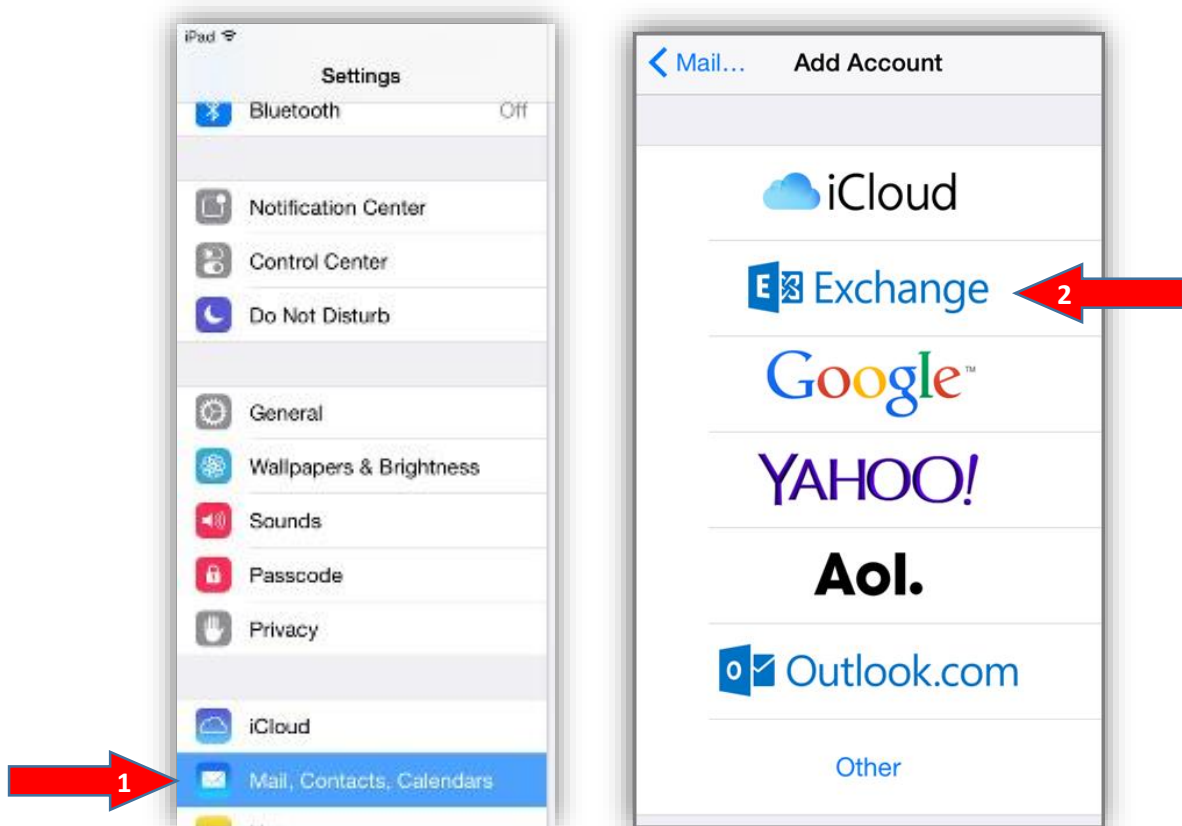 iPad
Settings
Bluetooth Off
Notification Center
Control Center
Do Not Disturb
General
Wallpapers & Brightness
Sounds
Passcode
Privacy
iCloud
1 Mail, Contacts, Calendars
Mail... Add Account
iCloud
E Exchange 2
Google™
YAHOO!
Aol.
o Outlook.com
Other